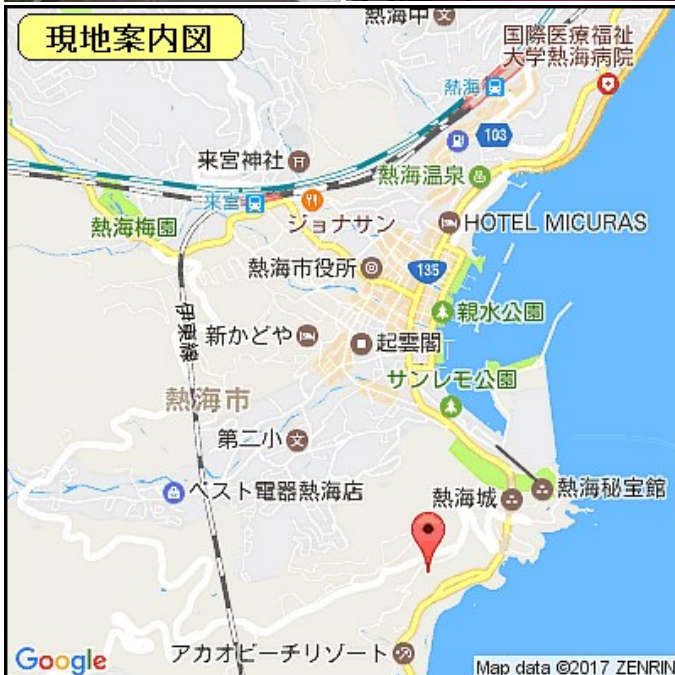 現地案内図
熱海中
国際医療福祉
大学熱海病院
熱海
103
来宮神社
熱海温泉
来宮
ジョナサン
HOTEL MICURAS
熱海梅園
熱海市役所
135
親水公園
伊東線
新かどや
起雲閣
サンレモ公園
熱海市
第二小
ベスト電器熱海店
熱海城
熱海秘宝館
アカオビーチリゾート
Google
Map data ©2017 ZENRIN